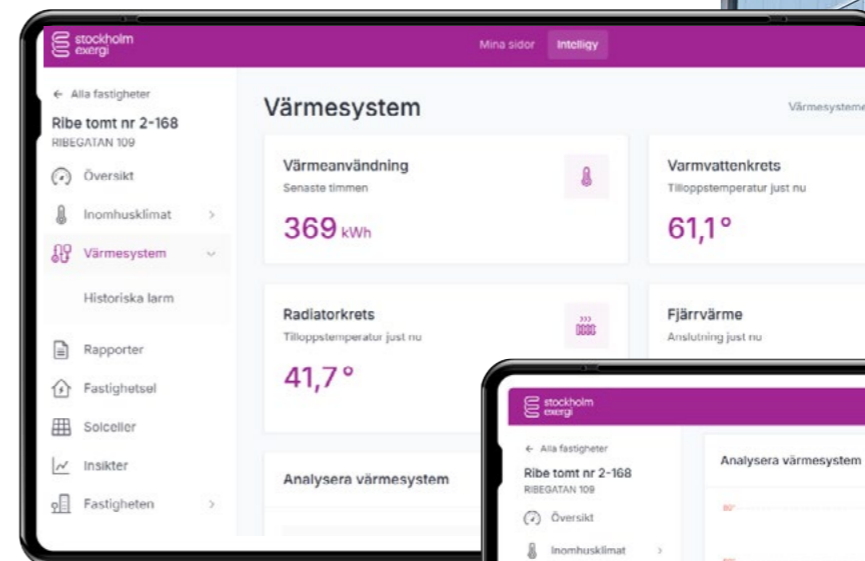 stockholm
exergi
Mina sidor
Intelligy
← Alla fastigheter
Ribe tomt nr 2-168
RIBEGATAN 109
Översikt
Inomhusklimat
Värmesystem
Historiska larm
Rapporter
Fastighetsel
Solceller
Insikter
Fastigheten
Värmesystem
Värmesysteme
Värmeanvändning
Senaste timmen
369 kWh
Varmvattenkrets
Tilloppstemperatur just nu
61,1°
Radiatorkrets
Tilloppstemperatur just nu
41,7°
Fjärrvärme
Anslutning just nu
Analysera värmesystem
stockholm
exergi
← Alla fastigheter
Ribe tomt nr 2-168
RIBEGATAN 109
Översikt
Inomhusklimat
Analysera värmesystem